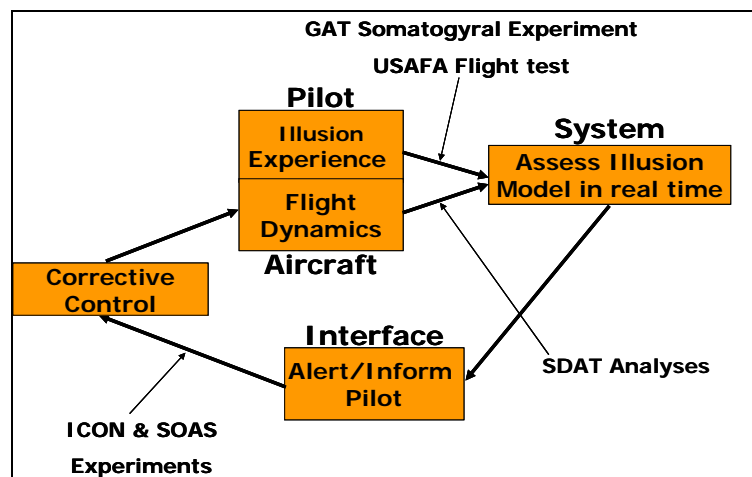 GAT Somatogyral Experiment
USAFA Flight test
Pilot
Illusion
Experience
Flight
Dynamics
Aircraft
System
Assess Illusion
Model in real time
Corrective
Control
Interface
Alert/Inform
Pilot
SDAT Analyses
ICON & SOAS
Experiments